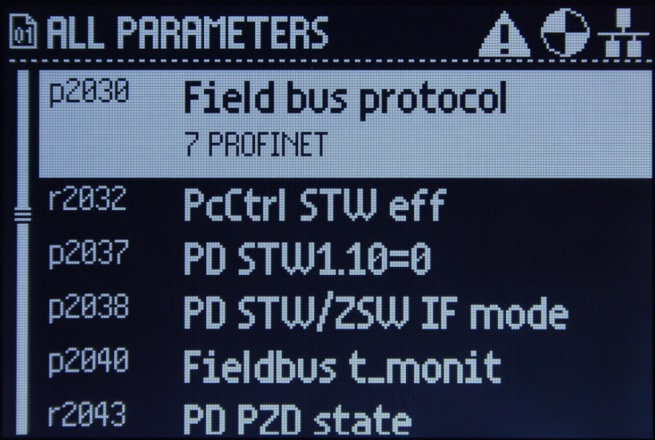 01 ALL PARAMETERS
p2030 Field bus protocol
7 PROFINET
r2032 PcCtrl STW eff
p2037 PD STW1.10=0
p2038 PD STW/ZSW IF mode
p2040 Fieldbus t_monit
r2043 PD PZD state